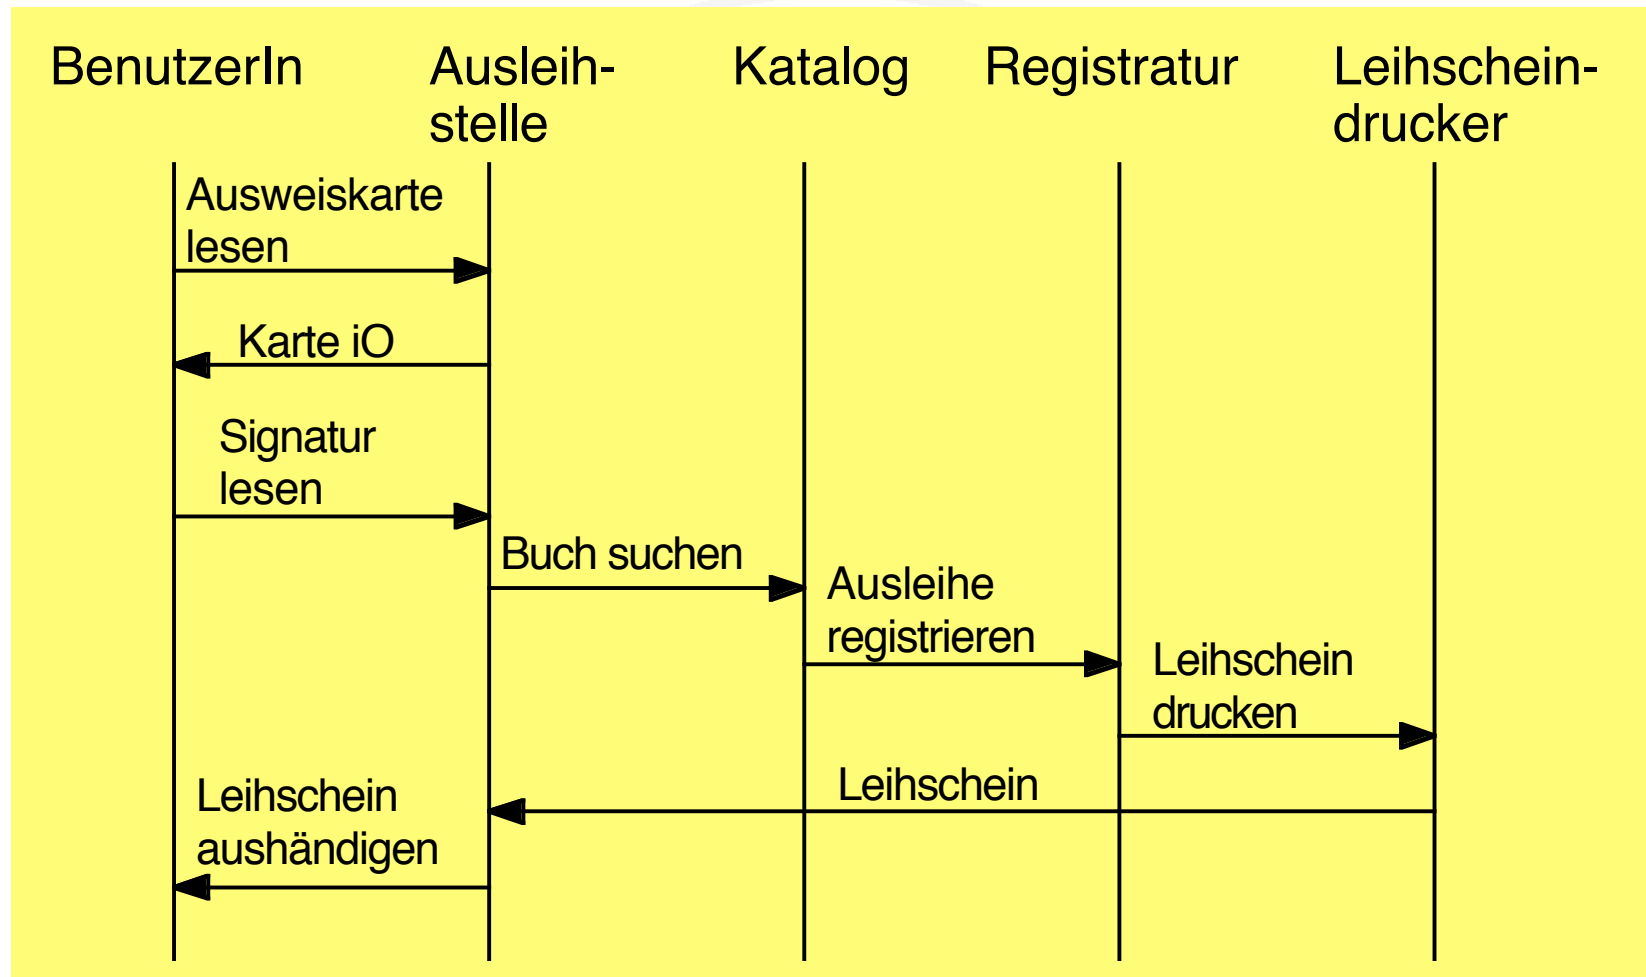 BenutzerIn
Ausleih-
stelle
Katalog
Registratur
Leihschein-
drucker
Ausweiskarte
lesen
Karte iO
Signatur
lesen
Buch suchen
Ausleihe
registrieren
Leihschein
drucken
Leihschein
Leihschein
aushändigen